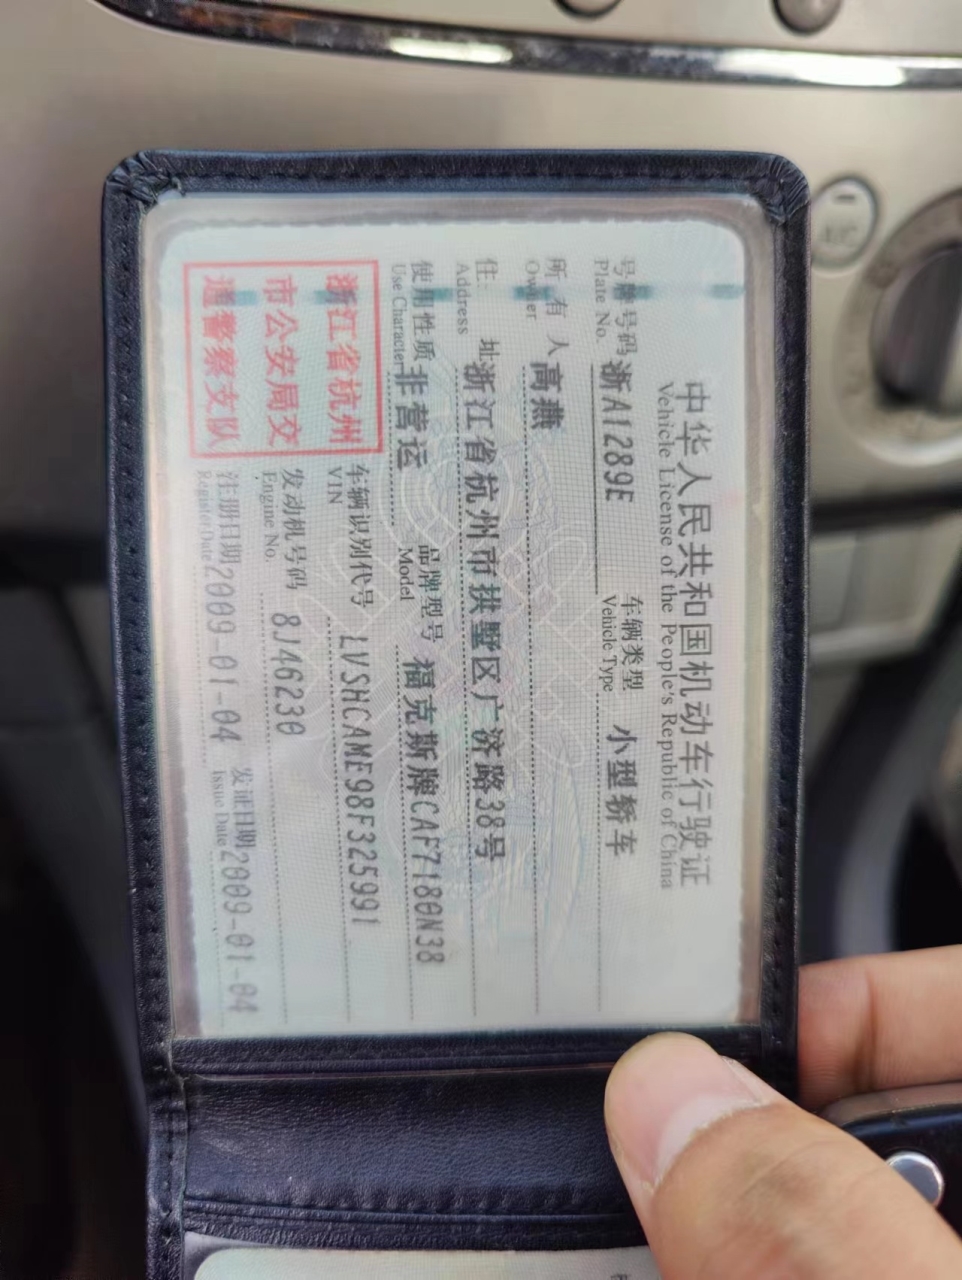 中华人民共和国机动车行驶证
Vehicle License of the People's Republic of China
号牌号码 浙A1289E 车辆类型 小型轿车
Plate No. Vehicle Type
所有人 高燕
Owner
住址 浙江省杭州市拱墅区广济路38号
Address
使用性质 非营运 品牌型号 福克斯牌CAF7180N38
Use Character Model
浙江省杭州
市公安局交
通警察支队
车辆识别代号 LVSHCAME98F325991
VIN
发动机号码 8J46230
Engine No.
注册日期 2009-01-04 发证日期 2009-01-04
Register Date Issue Date